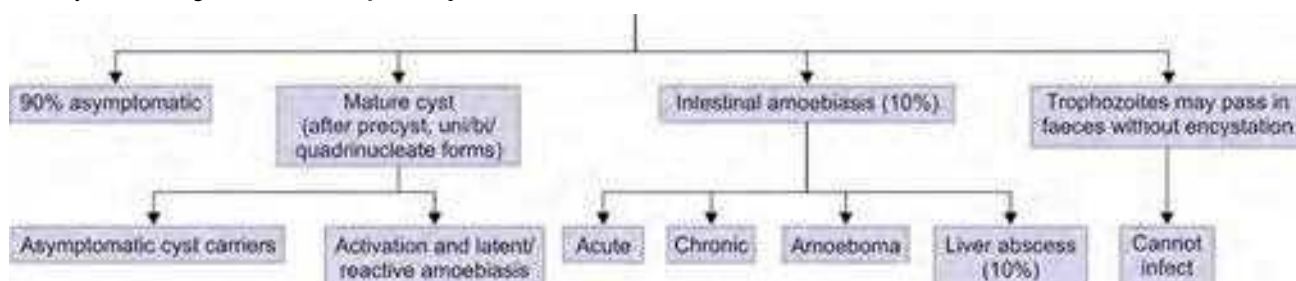 90% asymptomatic
Mature cyst
(after precyst, uni/bi/
quadrinucleate forms)
Intestinal amoebiasis (10%)
Trophozoites may pass in
faeces without encystation
Asymptomatic cyst carriers
Activation and latent/
reactive amoebiasis
Acute
Chronic
Amoeboma
Liver abscess
(10%)
Cannot
infect